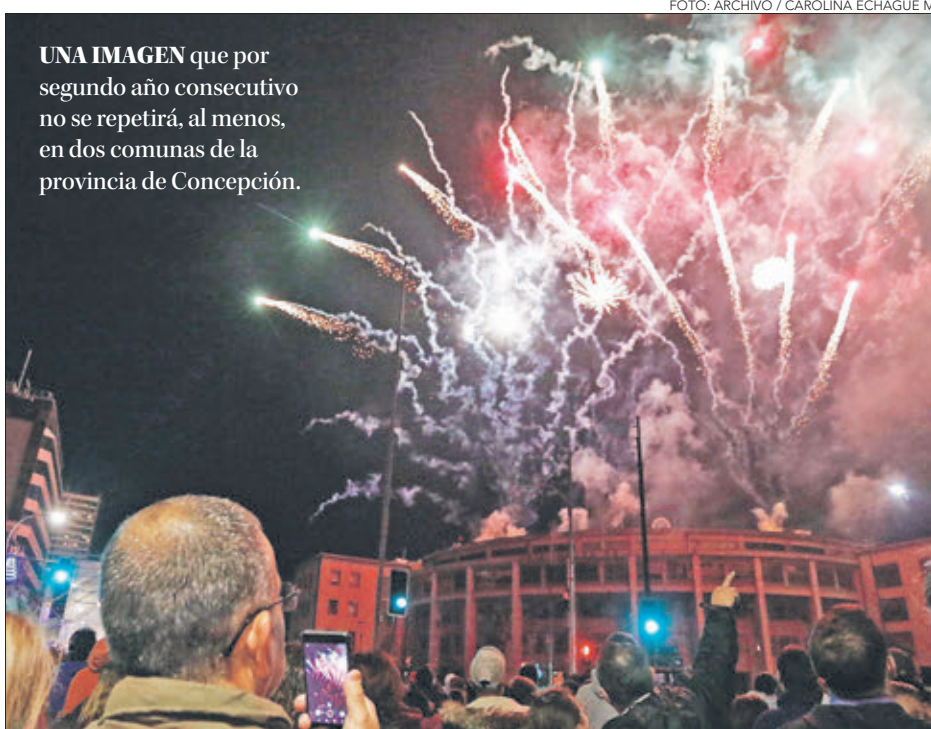 FOTO: ARCHIVO / CAROLINA ECHAGÜE M
UNA IMAGEN que por
segundo año consecutivo
no se repetirá, al menos,
en dos comunas de la
provincia de Concepción.